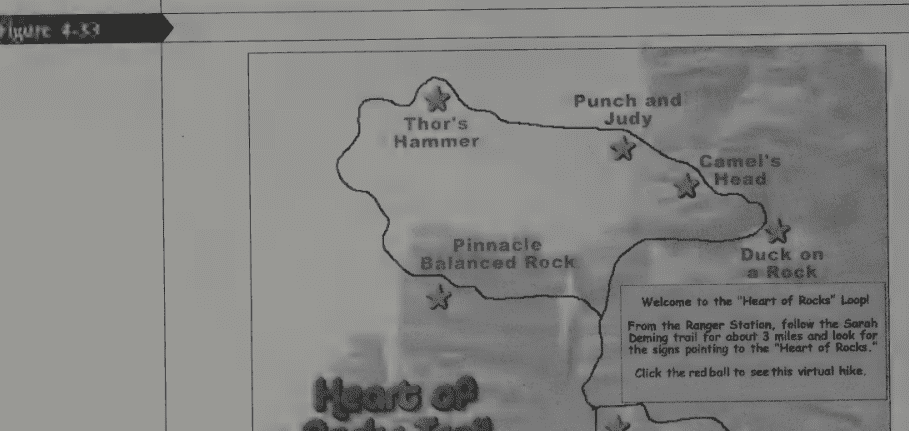 Figure 4-33
Thor's
Hammer
Punch and
Judy
Camel's
Head
Duck on
a Rock
Pinnacle
Balanced Rock
Welcome to the "Heart of Rocks" Loop!
From the Ranger Station, follow the Sarah
Deming trail for about 3 miles and look for
the signs pointing to the "Heart of Rocks."
Click the red ball to see this virtual hike.
Heart of
Rocks Trail